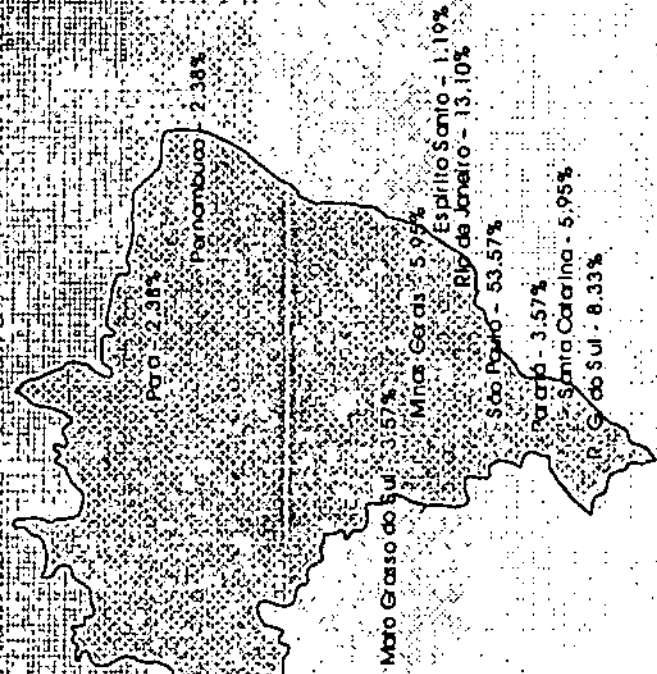 Pará - 2,38%
Pernambuco - 2,38%
Mato Grosso do Sul - 3,57%
Minas Gerais - 5,95%
Espírito Santo - 1,19%
Rio de Janeiro - 13,10%
São Paulo - 53,57%
Paraná - 3,57%
Santa Catarina - 5,95%
R. G. do Sul - 8,33%